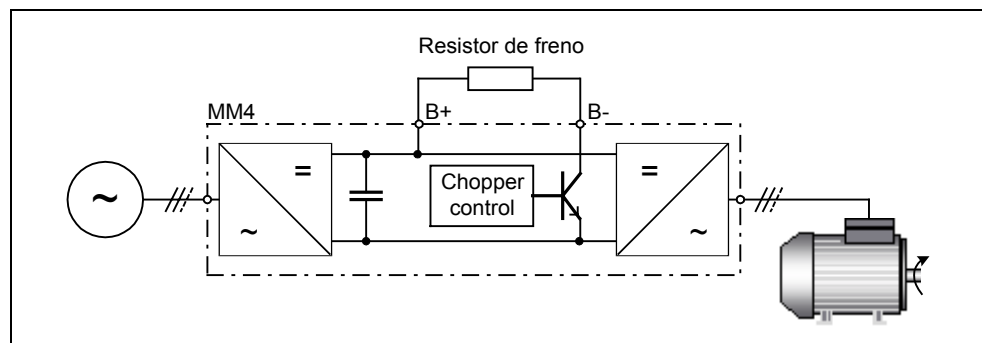 Resistor de freno
MM4
B+
B-
=
~
~
Chopper
control
=
~